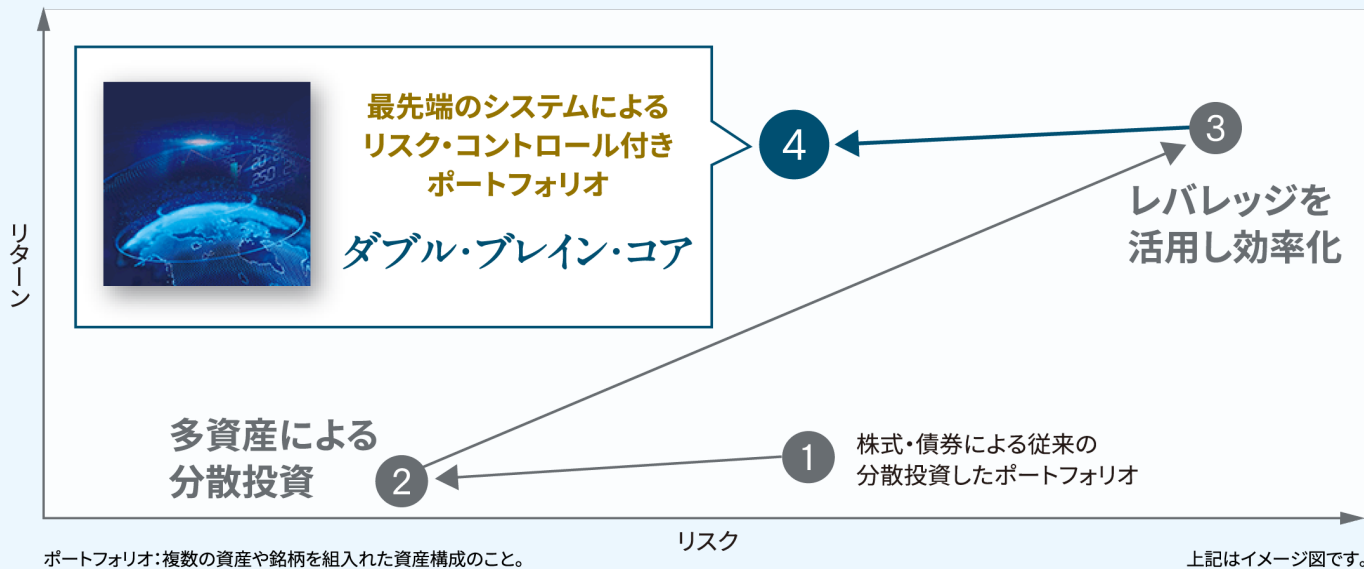 リターン
最先端のシステムによる
リスク・コントロール付き
ポートフォリオ
ダブル・ブレイン・コア
4
3
レバレッジを
活用し効率化
多資産による
分散投資
2
1
株式・債券による従来の
分散投資したポートフォリオ
リスク
ポートフォリオ：複数の資産や銘柄を組入れた資産構成のこと。
上記はイメージ図です。